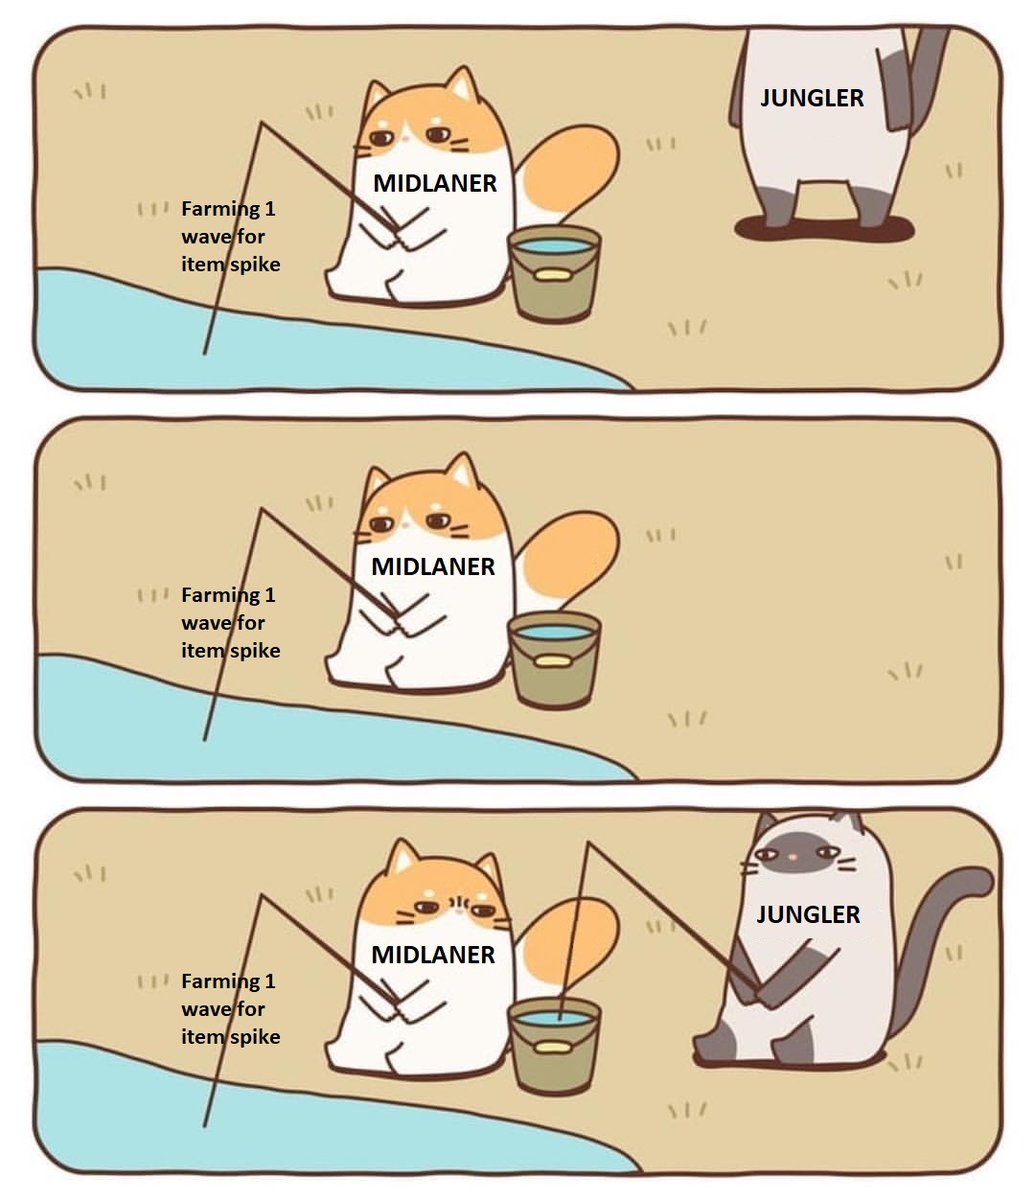 JUNGLER
MIDLANER
Farming 1
wave for
item spike
MIDLANER
Farming 1
wave for
item spike
JUNGLER
MIDLANER
Farming 1
wave for
item spike